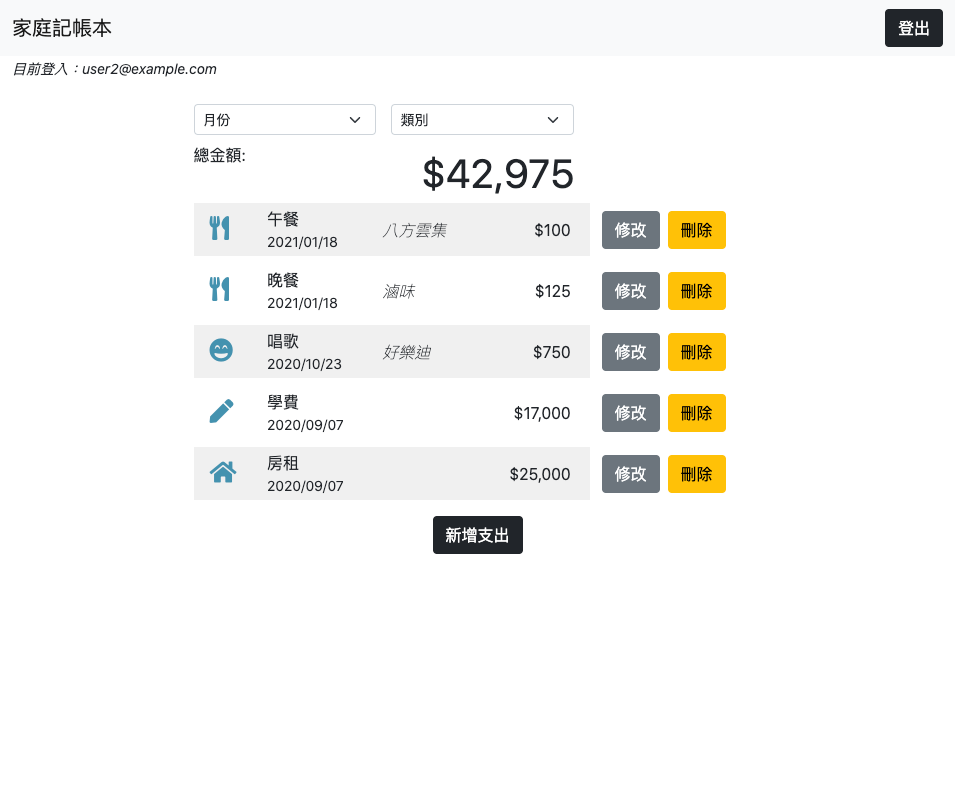 家庭記帳本 登出
目前登入：user2@example.com
月份 類別
總金額: $42,975
午餐 八方雲集 $100 修改 刪除
2021/01/18
晚餐 滷味 $125 修改 刪除
2021/01/18
唱歌 好樂迪 $750 修改 刪除
2020/10/23
學費 $17,000 修改 刪除
2020/09/07
房租 $25,000 修改 刪除
2020/09/07
新增支出